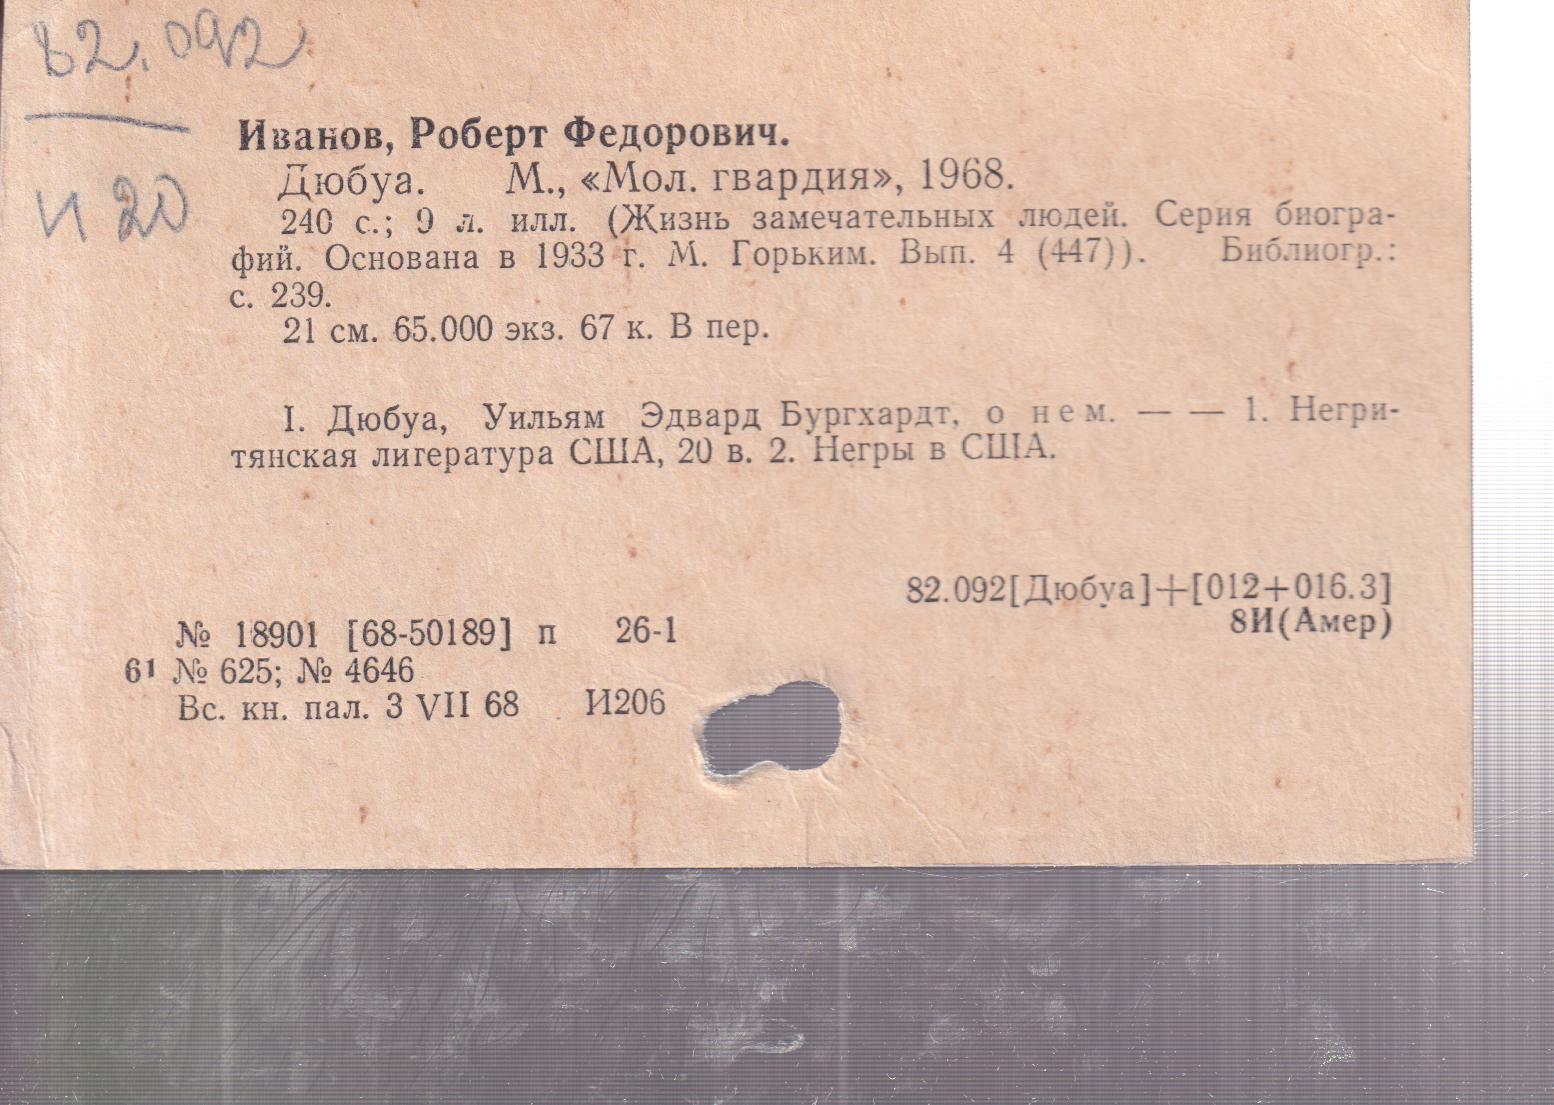 82.092
И 20
Иванов, Роберт Федорович.
Дюбуа. М., «Мол. гвардия», 1968.
240 с.; 9 л. илл. (Жизнь замечательных людей. Серия биогра-
фий. Основана в 1933 г. М. Горьким. Вып. 4 (447)). Библиогр.:
с. 239.
21 см. 65.000 экз. 67 к. В пер.
I. Дюбуа, Уильям Эдвард Бургхардт, о нем. — — 1. Негри-
тянская литература США, 20 в. 2. Негры в США.
82.092[Дюбуа]+[012+016.3]
8И(Амер)
№ 18901 [68-50189] п 26-1
61 № 625; № 4646
Вс. кн. пал. 3 VII 68 И206